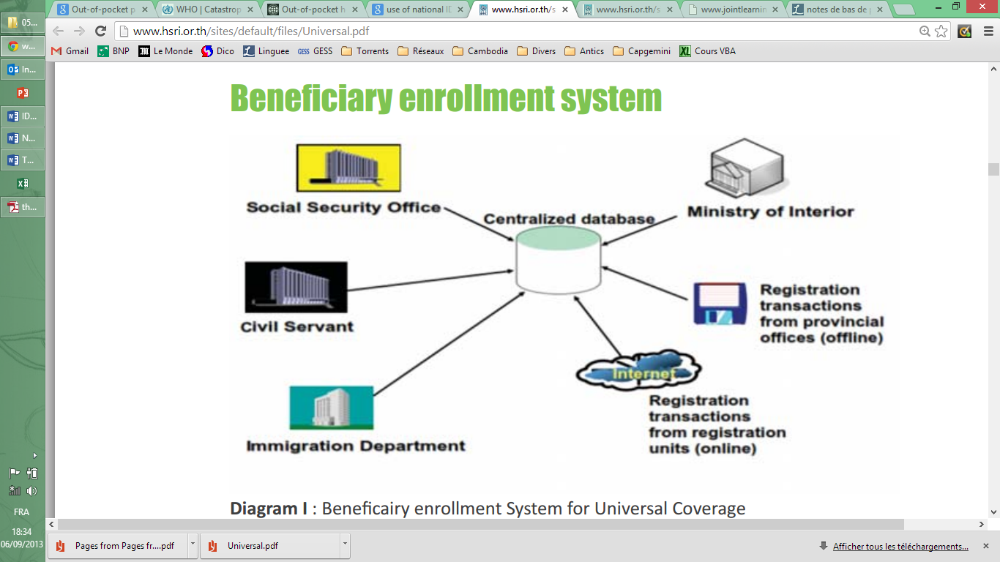 Out-of-pocket p
WHO | Catastrop
Out-of-pocket h
use of national ID
www.hsri.or.th/s
www.hsri.or.th/s
www.jointlearnin
notes de bas de p
www.hsri.or.th/sites/default/files/Universal.pdf
Gmail
BNP
Le Monde
Dico
Linguee
GESS GESS
Torrents
Réseaux
Cambodia
Divers
Antics
Capgemini
XL Cours VBA
05...
w...
In...
ID...
N...
T...
th...
FRA
18:34
06/09/2013
Beneficiary enrollment system
Social Security Office
Centralized database
Ministry of Interior
Civil Servant
Registration
transactions
from provincial
offices (offline)
Internet
Registration
transactions
from registration
units (online)
Immigration Department
Diagram I : Beneficairy enrollment System for Universal Coverage
Pages from Pages fr....pdf
Universal.pdf
Afficher tous les téléchargements...